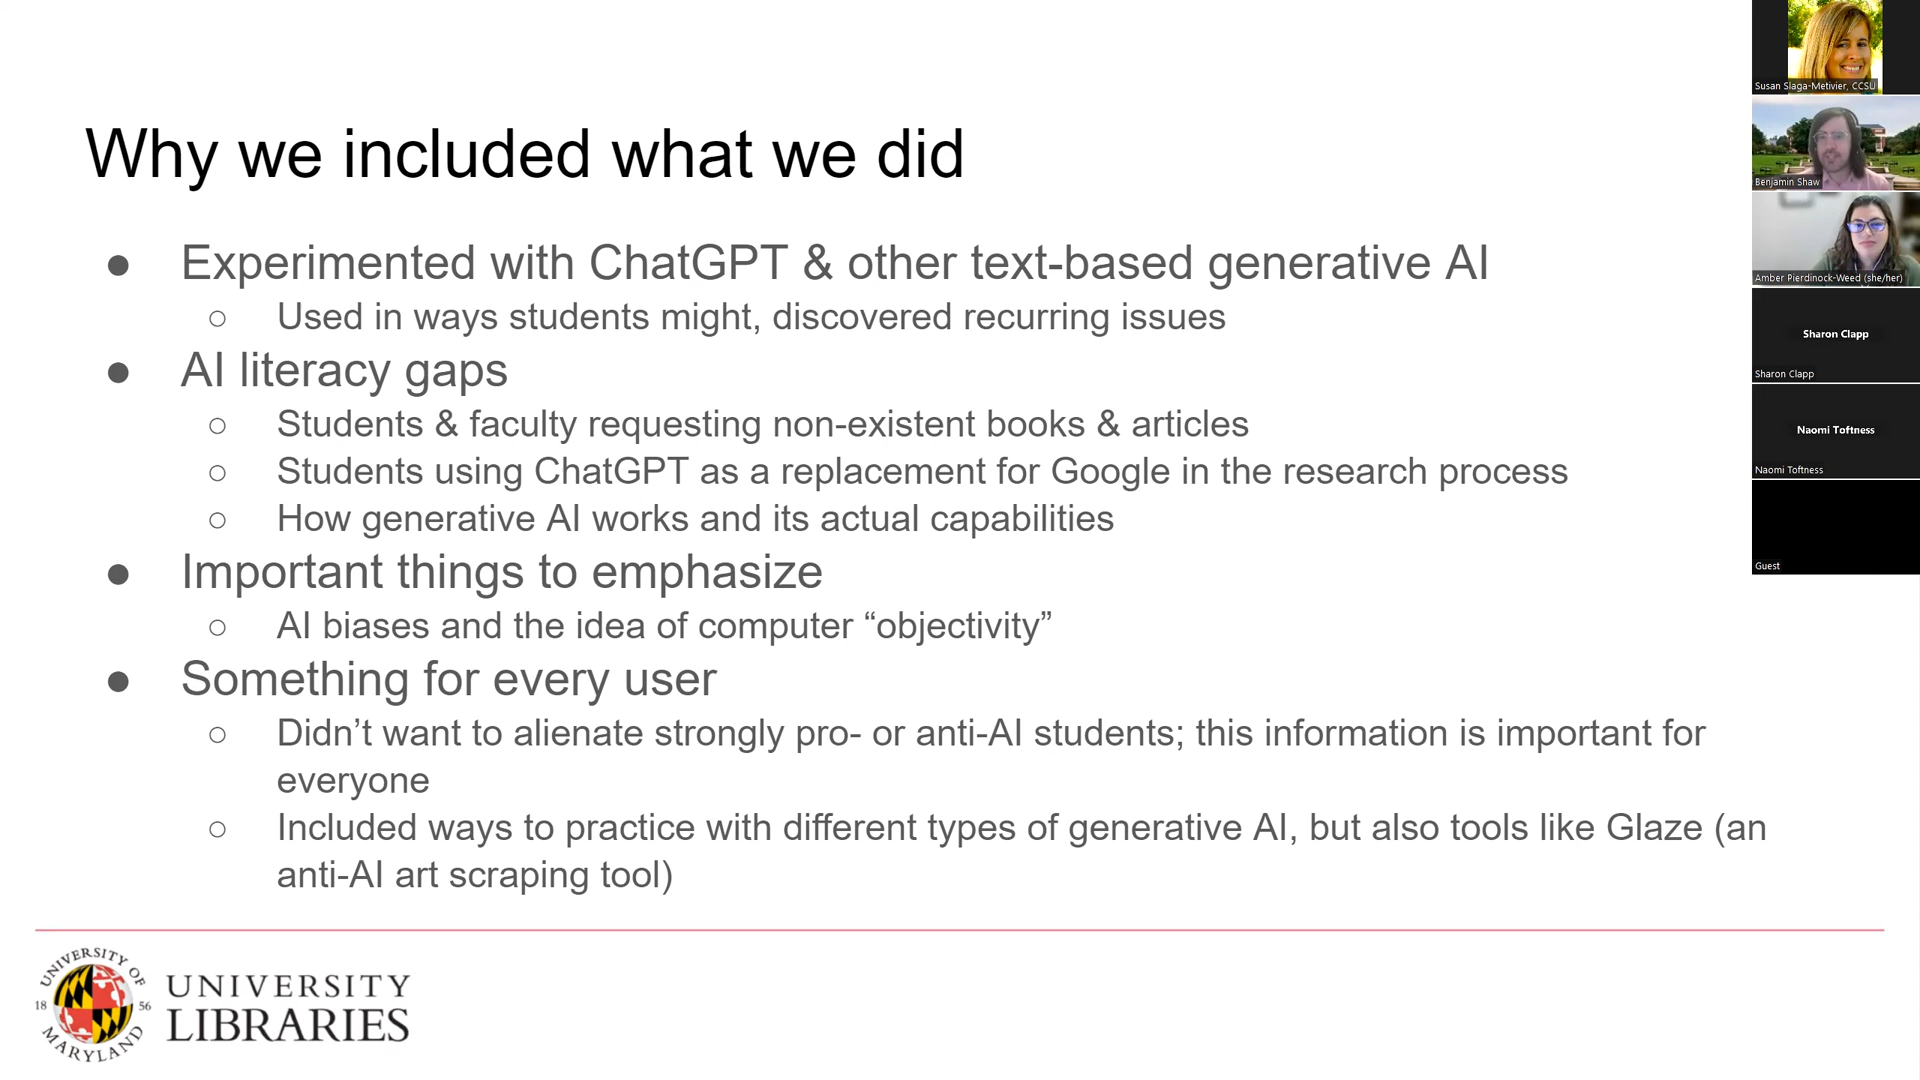 Why we included what we did
● Experimented with ChatGPT & other text-based generative AI
○ Used in ways students might, discovered recurring issues
● AI literacy gaps
○ Students & faculty requesting non-existent books & articles
○ Students using ChatGPT as a replacement for Google in the research process
○ How generative AI works and its actual capabilities
● Important things to emphasize
○ AI biases and the idea of computer “objectivity”
● Something for every user
○ Didn’t want to alienate strongly pro- or anti-AI students; this information is important for
everyone
○ Included ways to practice with different types of generative AI, but also tools like Glaze (an
anti-AI art scraping tool)
UNIVERSITY OF
18 56
MARYLAND
UNIVERSITY
LIBRARIES
Susan Slaga-Metivier, CCSU
Benjamin Shaw
Amber Pierdinock-Weed (she/her)
Sharon Clapp
Sharon Clapp
Naomi Toftness
Naomi Toftness
Guest